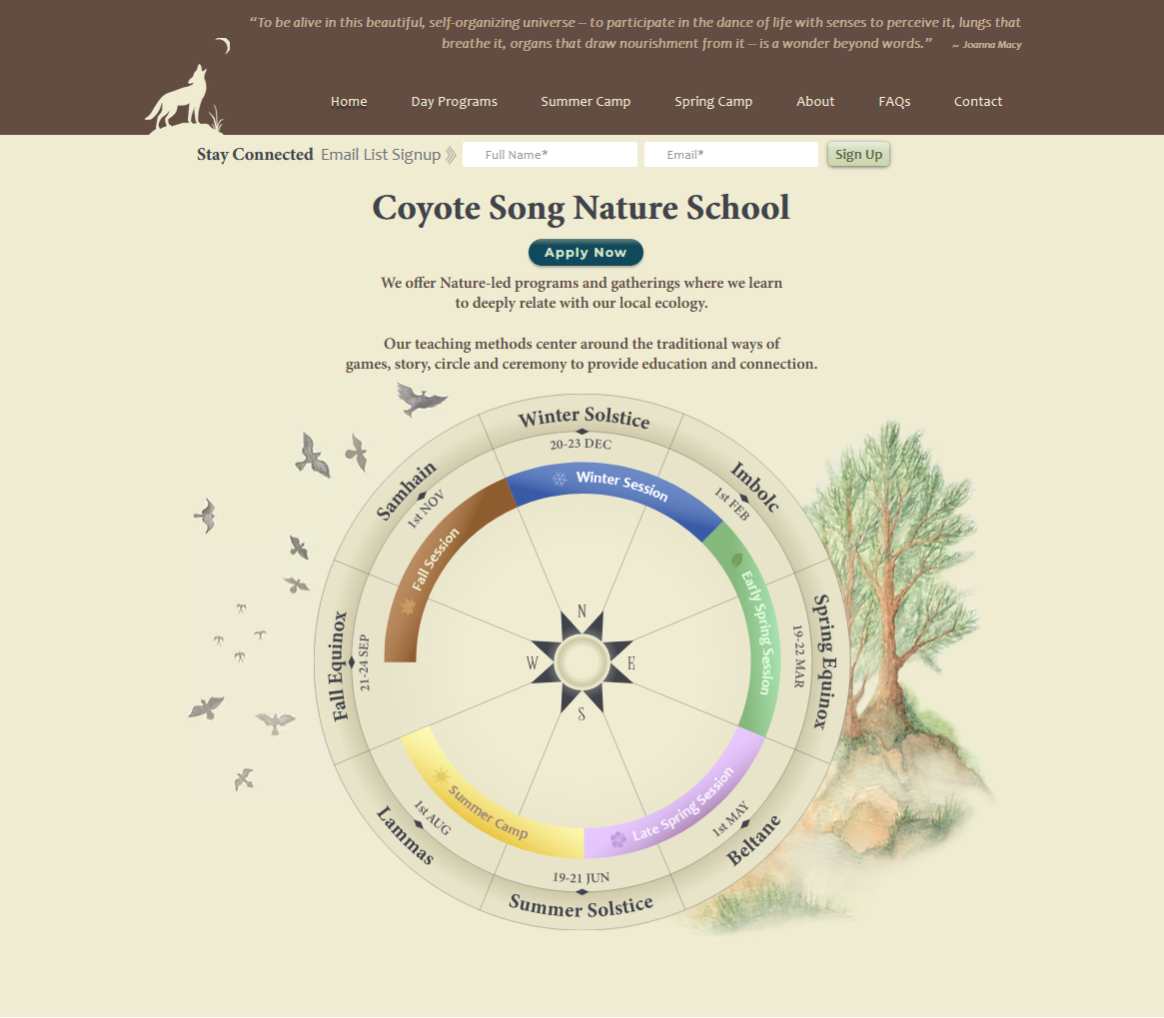 “To be alive in this beautiful, self-organizing universe – to participate in the dance of life with senses to perceive it, lungs that
breathe it, organs that draw nourishment from it – is a wonder beyond words.” ~ Joanna Macy
Home Day Programs Summer Camp Spring Camp About FAQs Contact
Stay Connected Email List Signup Full Name* Email* Sign Up
Coyote Song Nature School
Apply Now
We offer Nature-led programs and gatherings where we learn
to deeply relate with our local ecology.
Our teaching methods center around the traditional ways of
games, story, circle and ceremony to provide education and connection.
Winter Solstice
20-23 DEC
Winter Session
Imbolc
1st FEB
Early Spring Session
Spring Equinox
19-22 MAR
Beltane
1st MAY
Late Spring Session
Summer Solstice
19-21 JUN
Summer Camp
Lammas
1st AUG
Fall Equinox
21-24 SEP
Fall Session
Samhain
1st NOV
N
W E
S